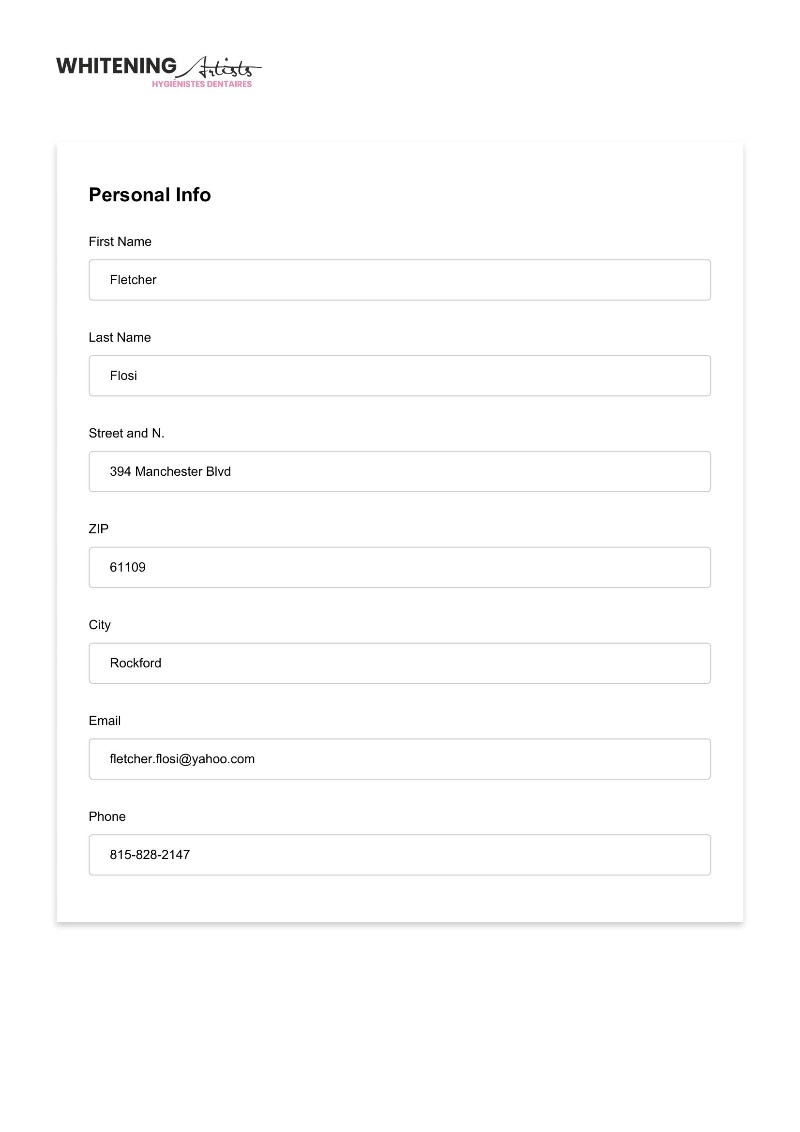 WHITENING Artists
HYGIÉNISTES DENTAIRES
Personal Info
First Name
Fletcher
Last Name
Flosi
Street and N.
394 Manchester Blvd
ZIP
61109
City
Rockford
Email
fletcher.flosi@yahoo.com
Phone
815-828-2147